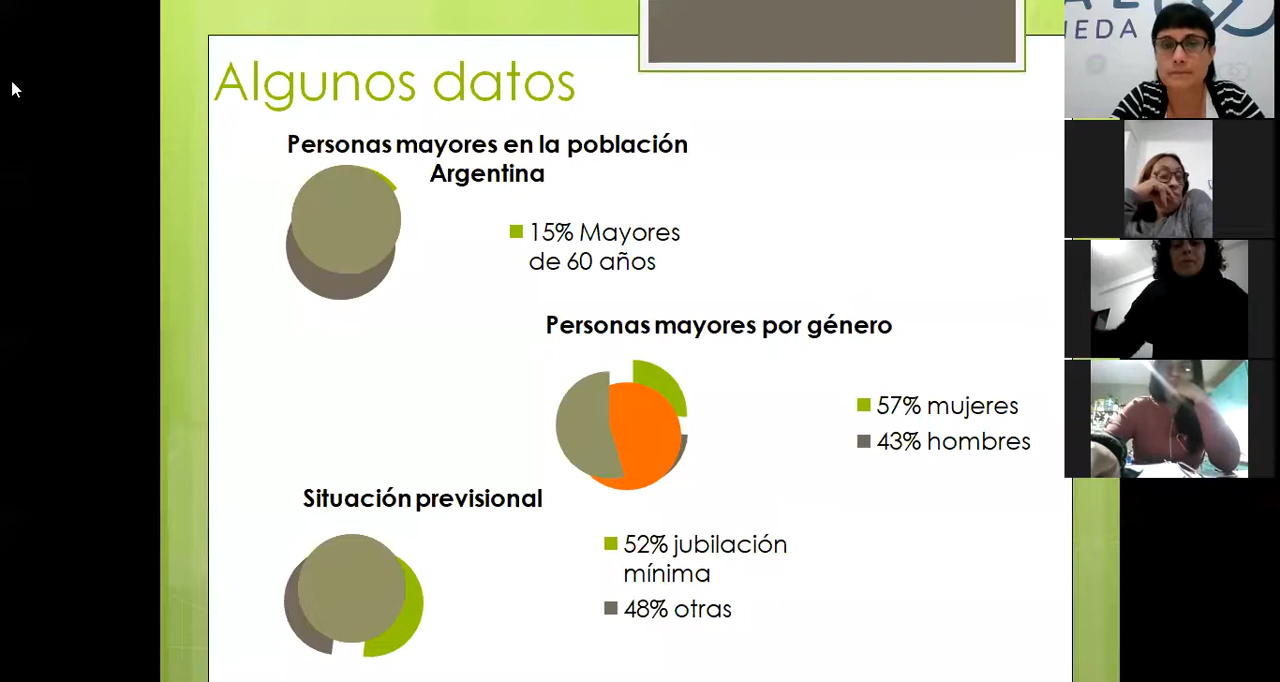 Algunos datos
Personas mayores en la población
Argentina
15% Mayores
de 60 años
Personas mayores por género
57% mujeres
43% hombres
Situación previsional
52% jubilación
mínima
48% otras